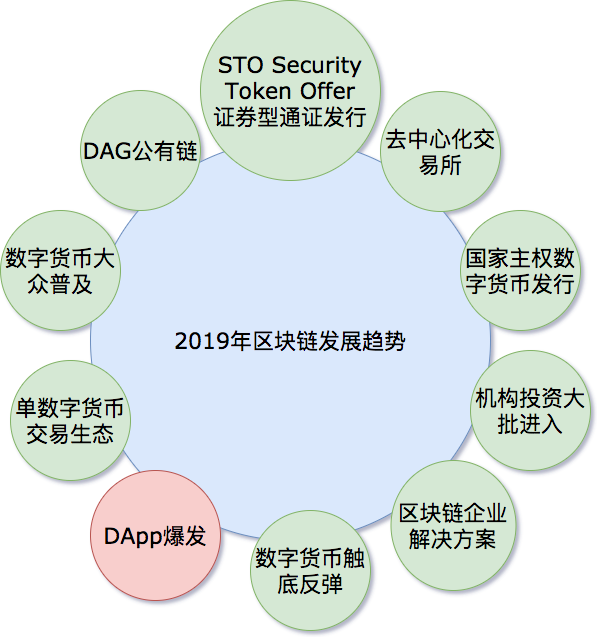 STO Security
Token Offer
证券型通证发行
DAG公有链
去中心化交
易所
数字货币大
众普及
国家主权数
字货币发行
2019年区块链发展趋势
单数字货币
交易生态
机构投资大
批进入
DApp爆发
区块链企业
解决方案
数字货币触
底反弹